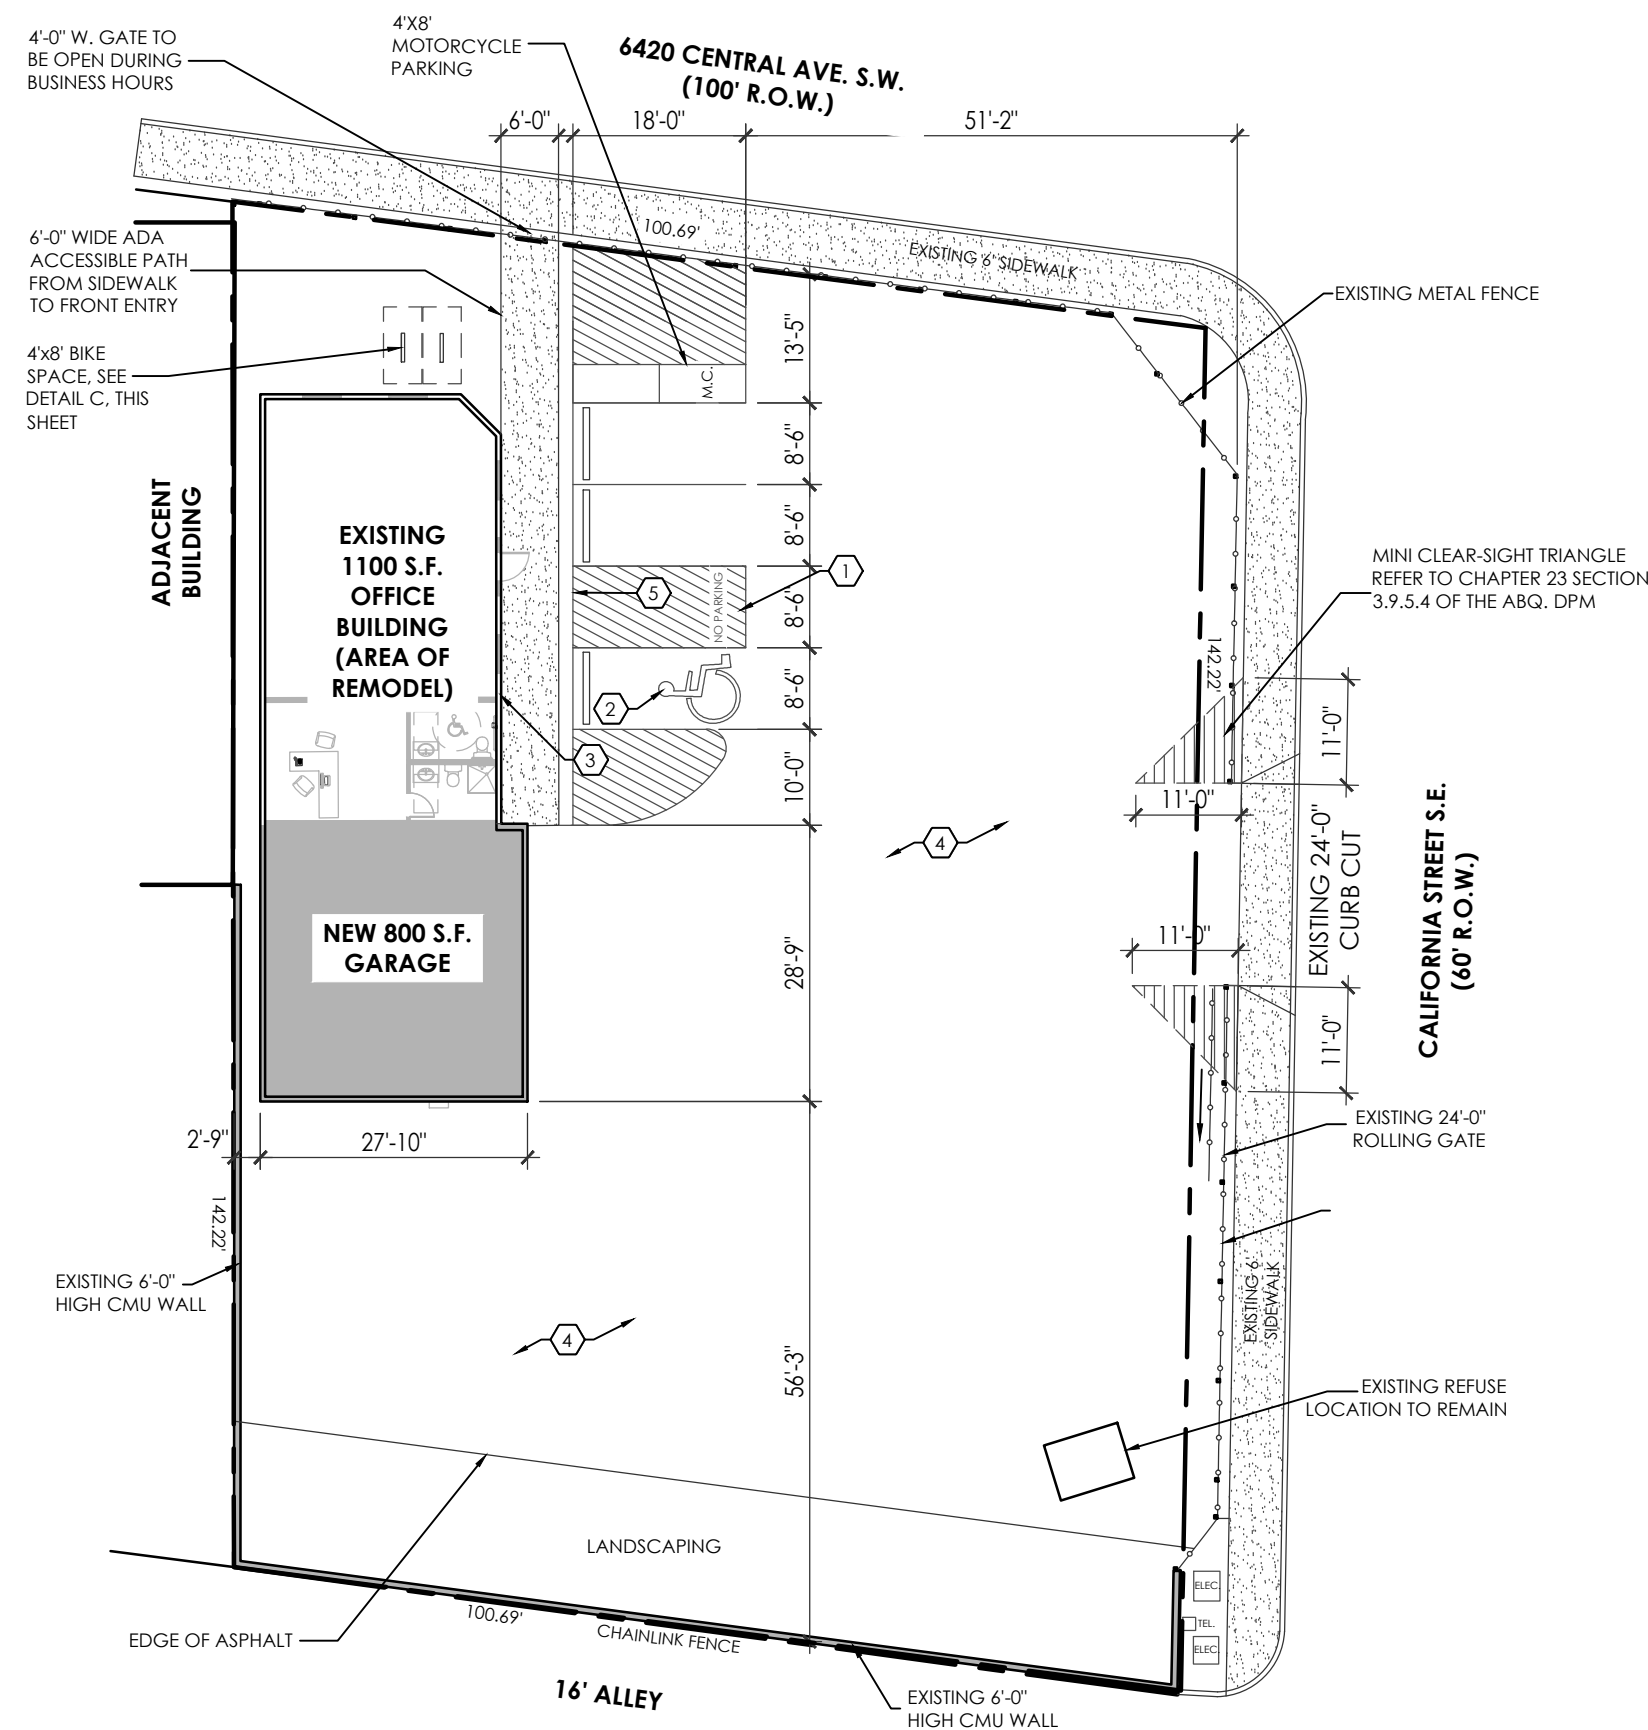 4'-0" W. GATE TO
BE OPEN DURING
BUSINESS HOURS
4'X8'
MOTORCYCLE
PARKING
6420 CENTRAL AVE. S.W.
(100' R.O.W.)
6'-0"
18'-0"
51'-2"
100.69'
EXISTING 6' SIDEWALK
6'-0" WIDE ADA
ACCESSIBLE PATH
FROM SIDEWALK
TO FRONT ENTRY
EXISTING METAL FENCE
4'x8' BIKE
SPACE, SEE
DETAIL C, THIS
SHEET
13'-5"
M.C.
8'-6"
8'-6"
8'-6"
8'-6"
10'-0"
28'-9"
56'-3"
ADJACENT
BUILDING
EXISTING
1100 S.F.
OFFICE
BUILDING
(AREA OF
REMODEL)
NO PARKING
1
5
2
3
4
MINI CLEAR-SIGHT TRIANGLE
REFER TO CHAPTER 23 SECTION
3.9.5.4 OF THE ABQ. DPM
142.22'
11'-0"
11'-0"
EXISTING 24'-0"
CURB CUT
11'-0"
11'-0"
CALIFORNIA STREET S.E.
(60' R.O.W.)
NEW 800 S.F.
GARAGE
2'-9"
27'-10"
EXISTING 24'-0"
ROLLING GATE
142.22'
EXISTING 6'-0"
HIGH CMU WALL
EXISTING 6'
SIDEWALK
4
EXISTING REFUSE
LOCATION TO REMAIN
LANDSCAPING
ELEC.
TEL.
ELEC.
EDGE OF ASPHALT
100.69'
CHAINLINK FENCE
16' ALLEY
EXISTING 6'-0"
HIGH CMU WALL